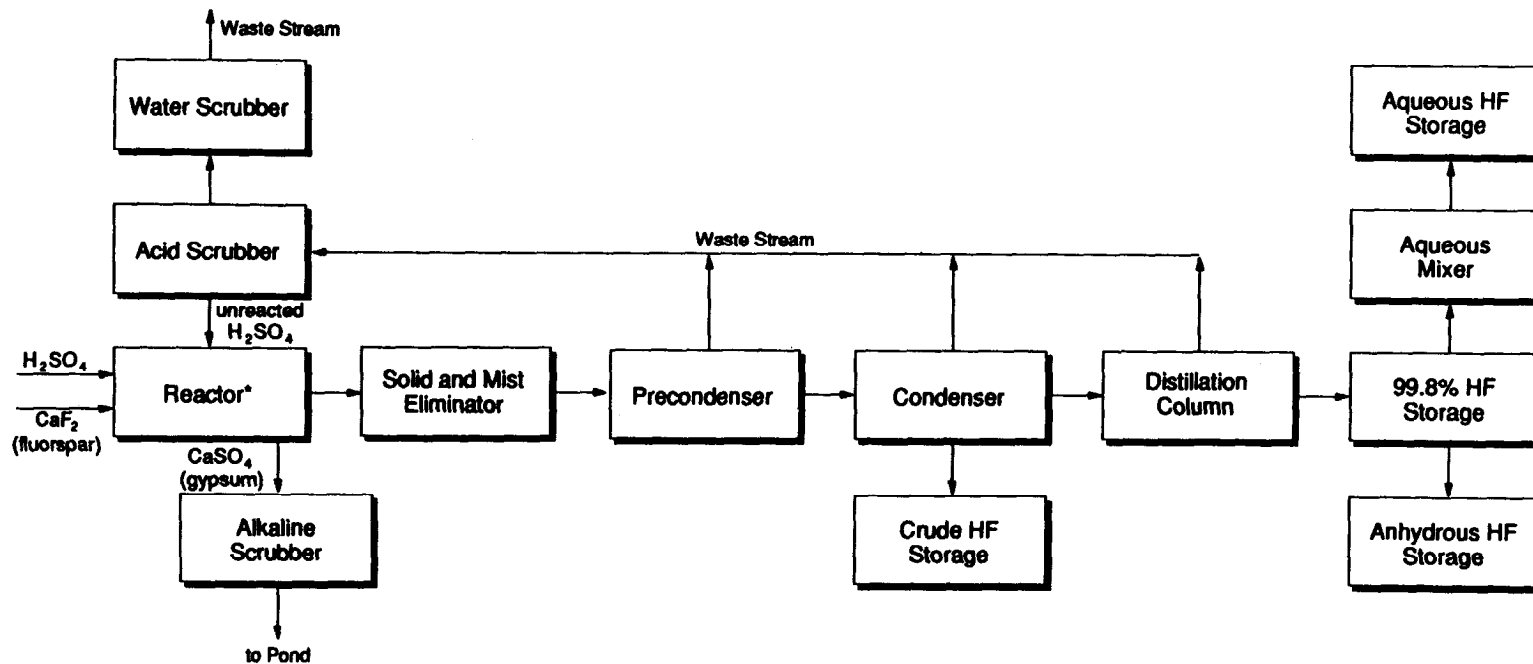 Waste Stream
Water Scrubber
Aqueous HF
Storage
Acid Scrubber
Waste Stream
Aqueous
Mixer
unreacted
H₂SO₄
H₂SO₄
CaF₂
(fluorspar)
Reactor*
Solid and Mist
Eliminator
Precondenser
Condenser
Distillation
Column
99.8% HF
Storage
CaSO₄
(gypsum)
Alkaline
Scrubber
Crude HF
Storage
Anhydrous HF
Storage
to Pond